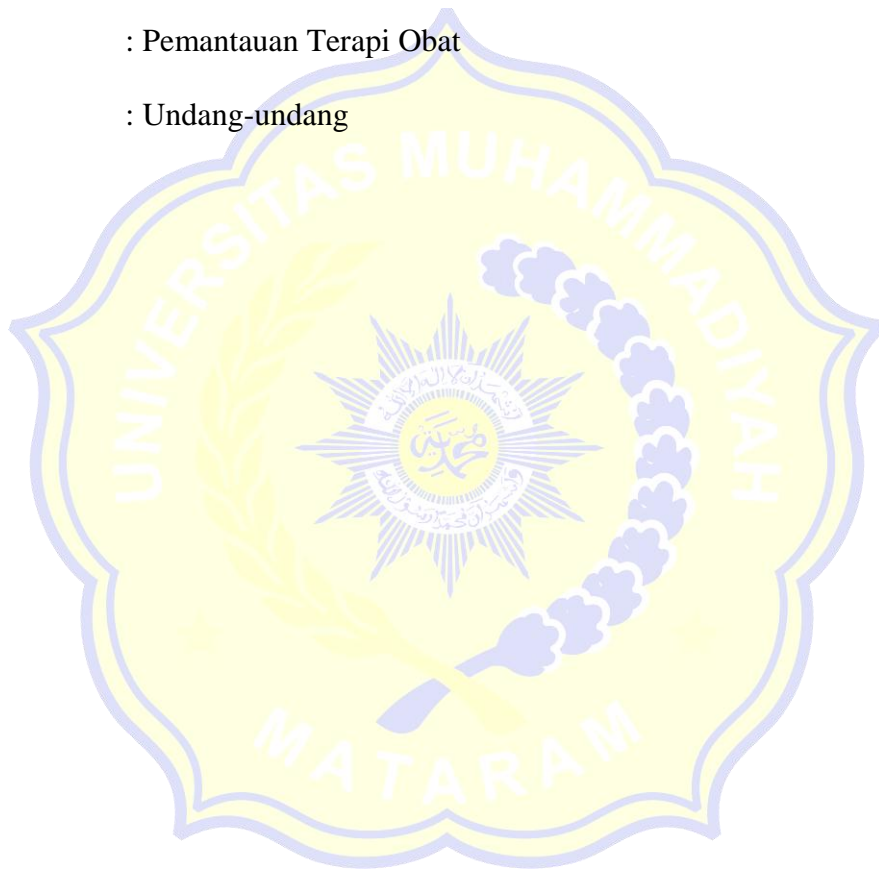 : Pemantauan Terapi Obat
: Undang-undang
UNIVERSITAS MUHAMMADIYAH
MATARAM